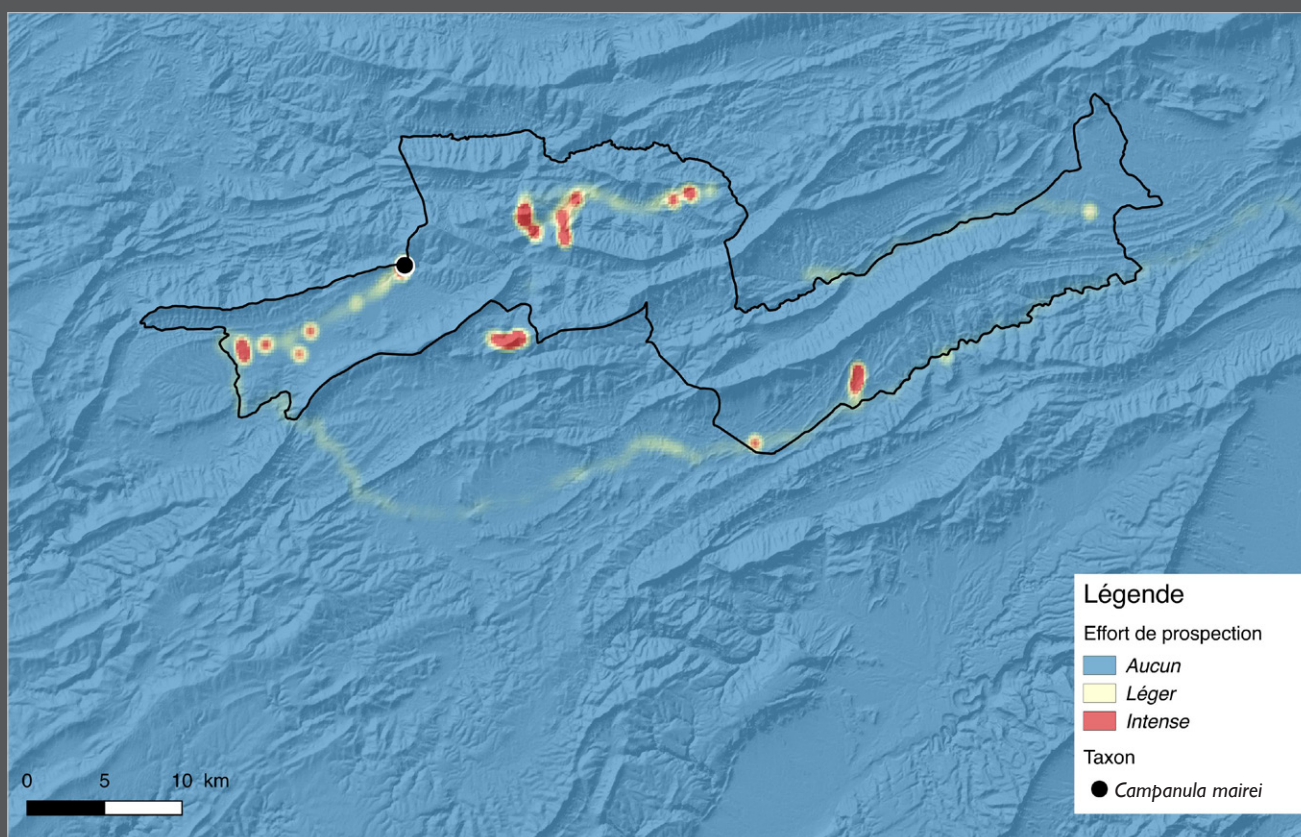 Légende
Effort de prospection
Aucun
Léger
Intense
Taxon
Campanula mairei
0 5 10 km